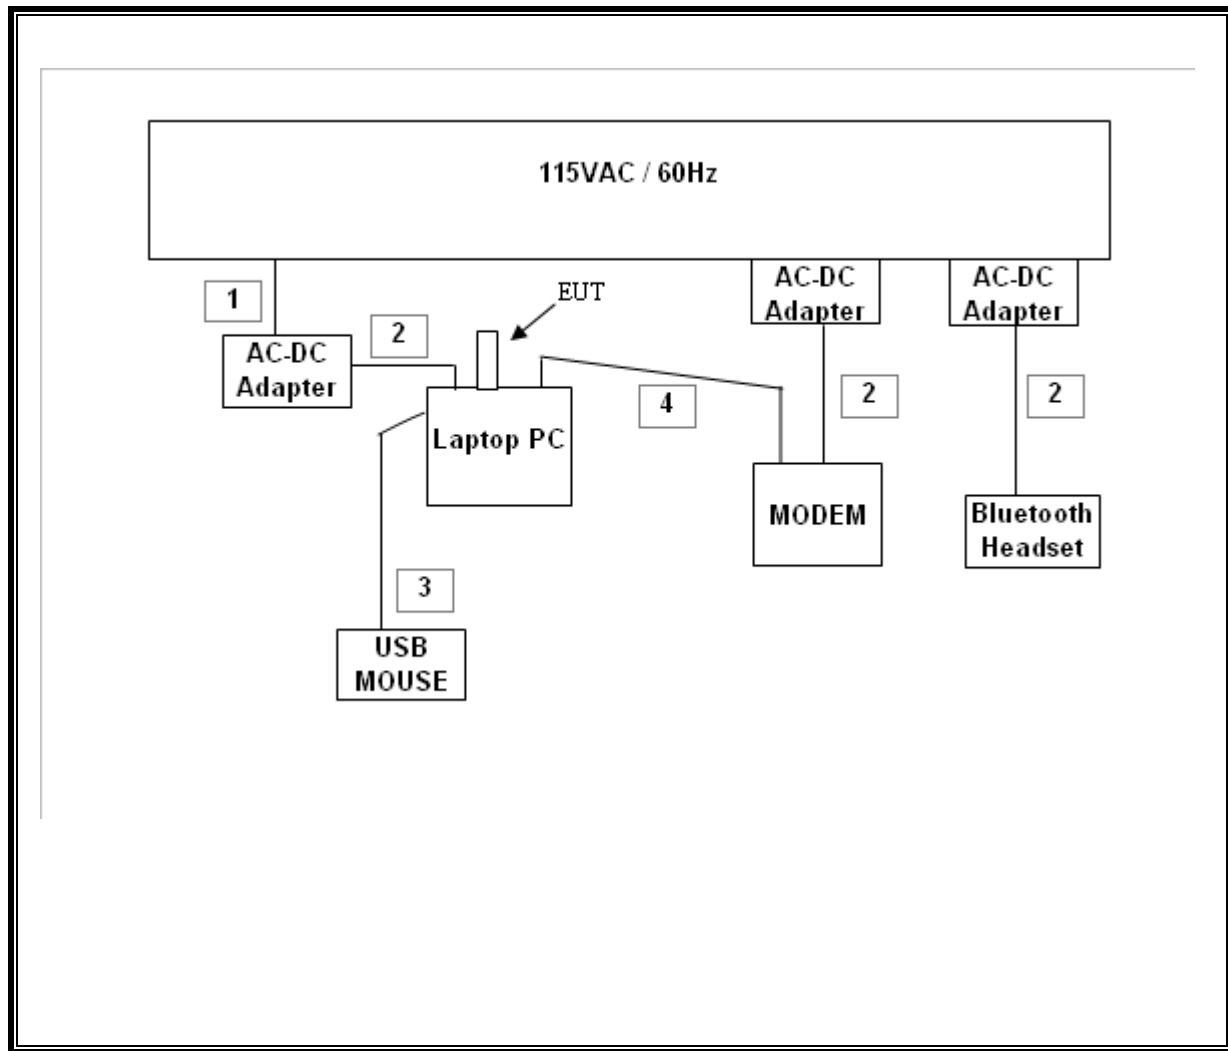 115VAC / 60Hz
1
AC-DC
Adapter
2
EUT
Laptop PC
AC-DC
Adapter
AC-DC
Adapter
4
2
2
MODEM
Bluetooth
Headset
3
USB
MOUSE